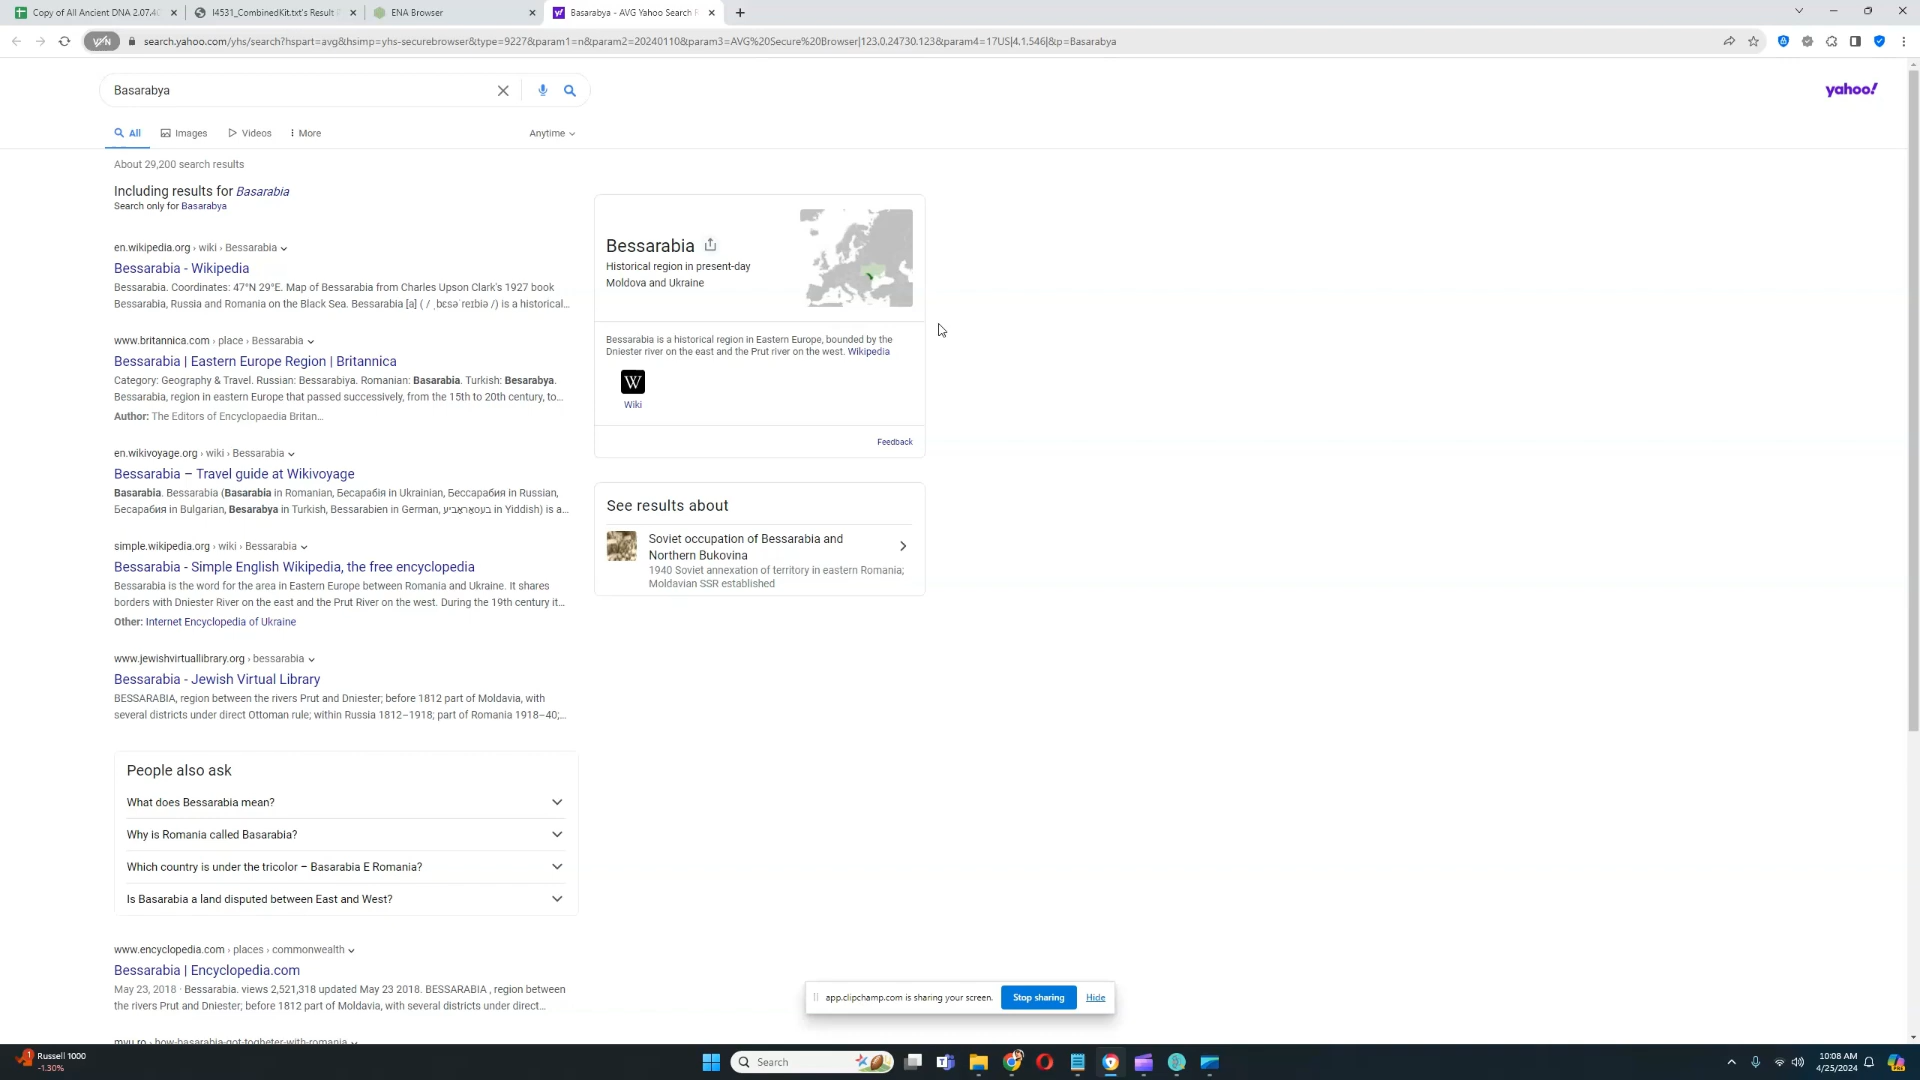 Copy of All Ancient DNA 2.07.40
I4531_CombinedKit.txt's Result P
ENA Browser
Basarabya - AVG Yahoo Search R
VPN
search.yahoo.com/yhs/search?hspart=avg&hsimp=yhs-securebrowser&type=9227&param1=n&param2=20240110&param3=AVG%20Secure%20Browser|123.0.24730.123&param4=17US|4.1.546|&p=Basarabya
Basarabya
yahoo!
All
Images
Videos
More
Anytime
About 29,200 search results
Including results for Basarabia
Search only for Basarabya
en.wikipedia.org › wiki › Bessarabia
Bessarabia - Wikipedia
Bessarabia. Coordinates: 47°N 29°E. Map of Bessarabia from Charles Upson Clark's 1927 book
Bessarabia, Russia and Romania on the Black Sea. Bessarabia [a] ( / ˌbɛsəˈreɪbiə /) is a historical...
www.britannica.com › place › Bessarabia
Bessarabia | Eastern Europe Region | Britannica
Category: Geography & Travel. Russian: Bessarabiya. Romanian: Basarabia. Turkish: Besarabya.
Bessarabia, region in eastern Europe that passed successively, from the 15th to 20th century, to...
Author: The Editors of Encyclopaedia Britan...
en.wikivoyage.org › wiki › Bessarabia
Bessarabia – Travel guide at Wikivoyage
Basarabia. Bessarabia (Basarabia in Romanian, Бесарабія in Ukrainian, Бессарабия in Russian,
Бесарабия in Bulgarian, Besarabya in Turkish, Bessarabien in German, בעסאַראַביע in Yiddish) is a...
simple.wikipedia.org › wiki › Bessarabia
Bessarabia - Simple English Wikipedia, the free encyclopedia
Bessarabia is the word for the area in Eastern Europe between Romania and Ukraine. It shares
borders with Dniester River on the east and the Prut River on the west. During the 19th century it...
Other: Internet Encyclopedia of Ukraine
www.jewishvirtuallibrary.org › bessarabia
Bessarabia - Jewish Virtual Library
BESSARABIA, region between the rivers Prut and Dniester; before 1812 part of Moldavia, with
several districts under direct Ottoman rule; within Russia 1812–1918; part of Romania 1918–40;...
People also ask
What does Bessarabia mean?
Why is Romania called Basarabia?
Which country is under the tricolor – Basarabia E Romania?
Is Basarabia a land disputed between East and West?
www.encyclopedia.com › places › commonwealth
Bessarabia | Encyclopedia.com
May 23, 2018 · Bessarabia. views 2,521,318 updated May 23 2018. BESSARABIA , region between
the rivers Prut and Dniester; before 1812 part of Moldavia, with several districts under direct...
mvu.ro › how-basarabia-got-togheter-with-romania
Bessarabia
Historical region in present-day
Moldova and Ukraine
Bessarabia is a historical region in Eastern Europe, bounded by the
Dniester river on the east and the Prut river on the west. Wikipedia
W
Wiki
Feedback
See results about
Soviet occupation of Bessarabia and
Northern Bukovina
1940 Soviet annexation of territory in eastern Romania;
Moldavian SSR established
app.clipchamp.com is sharing your screen.
Stop sharing
Hide
1
Russell 1000
-1.30%
Search
10:08 AM
4/25/2024